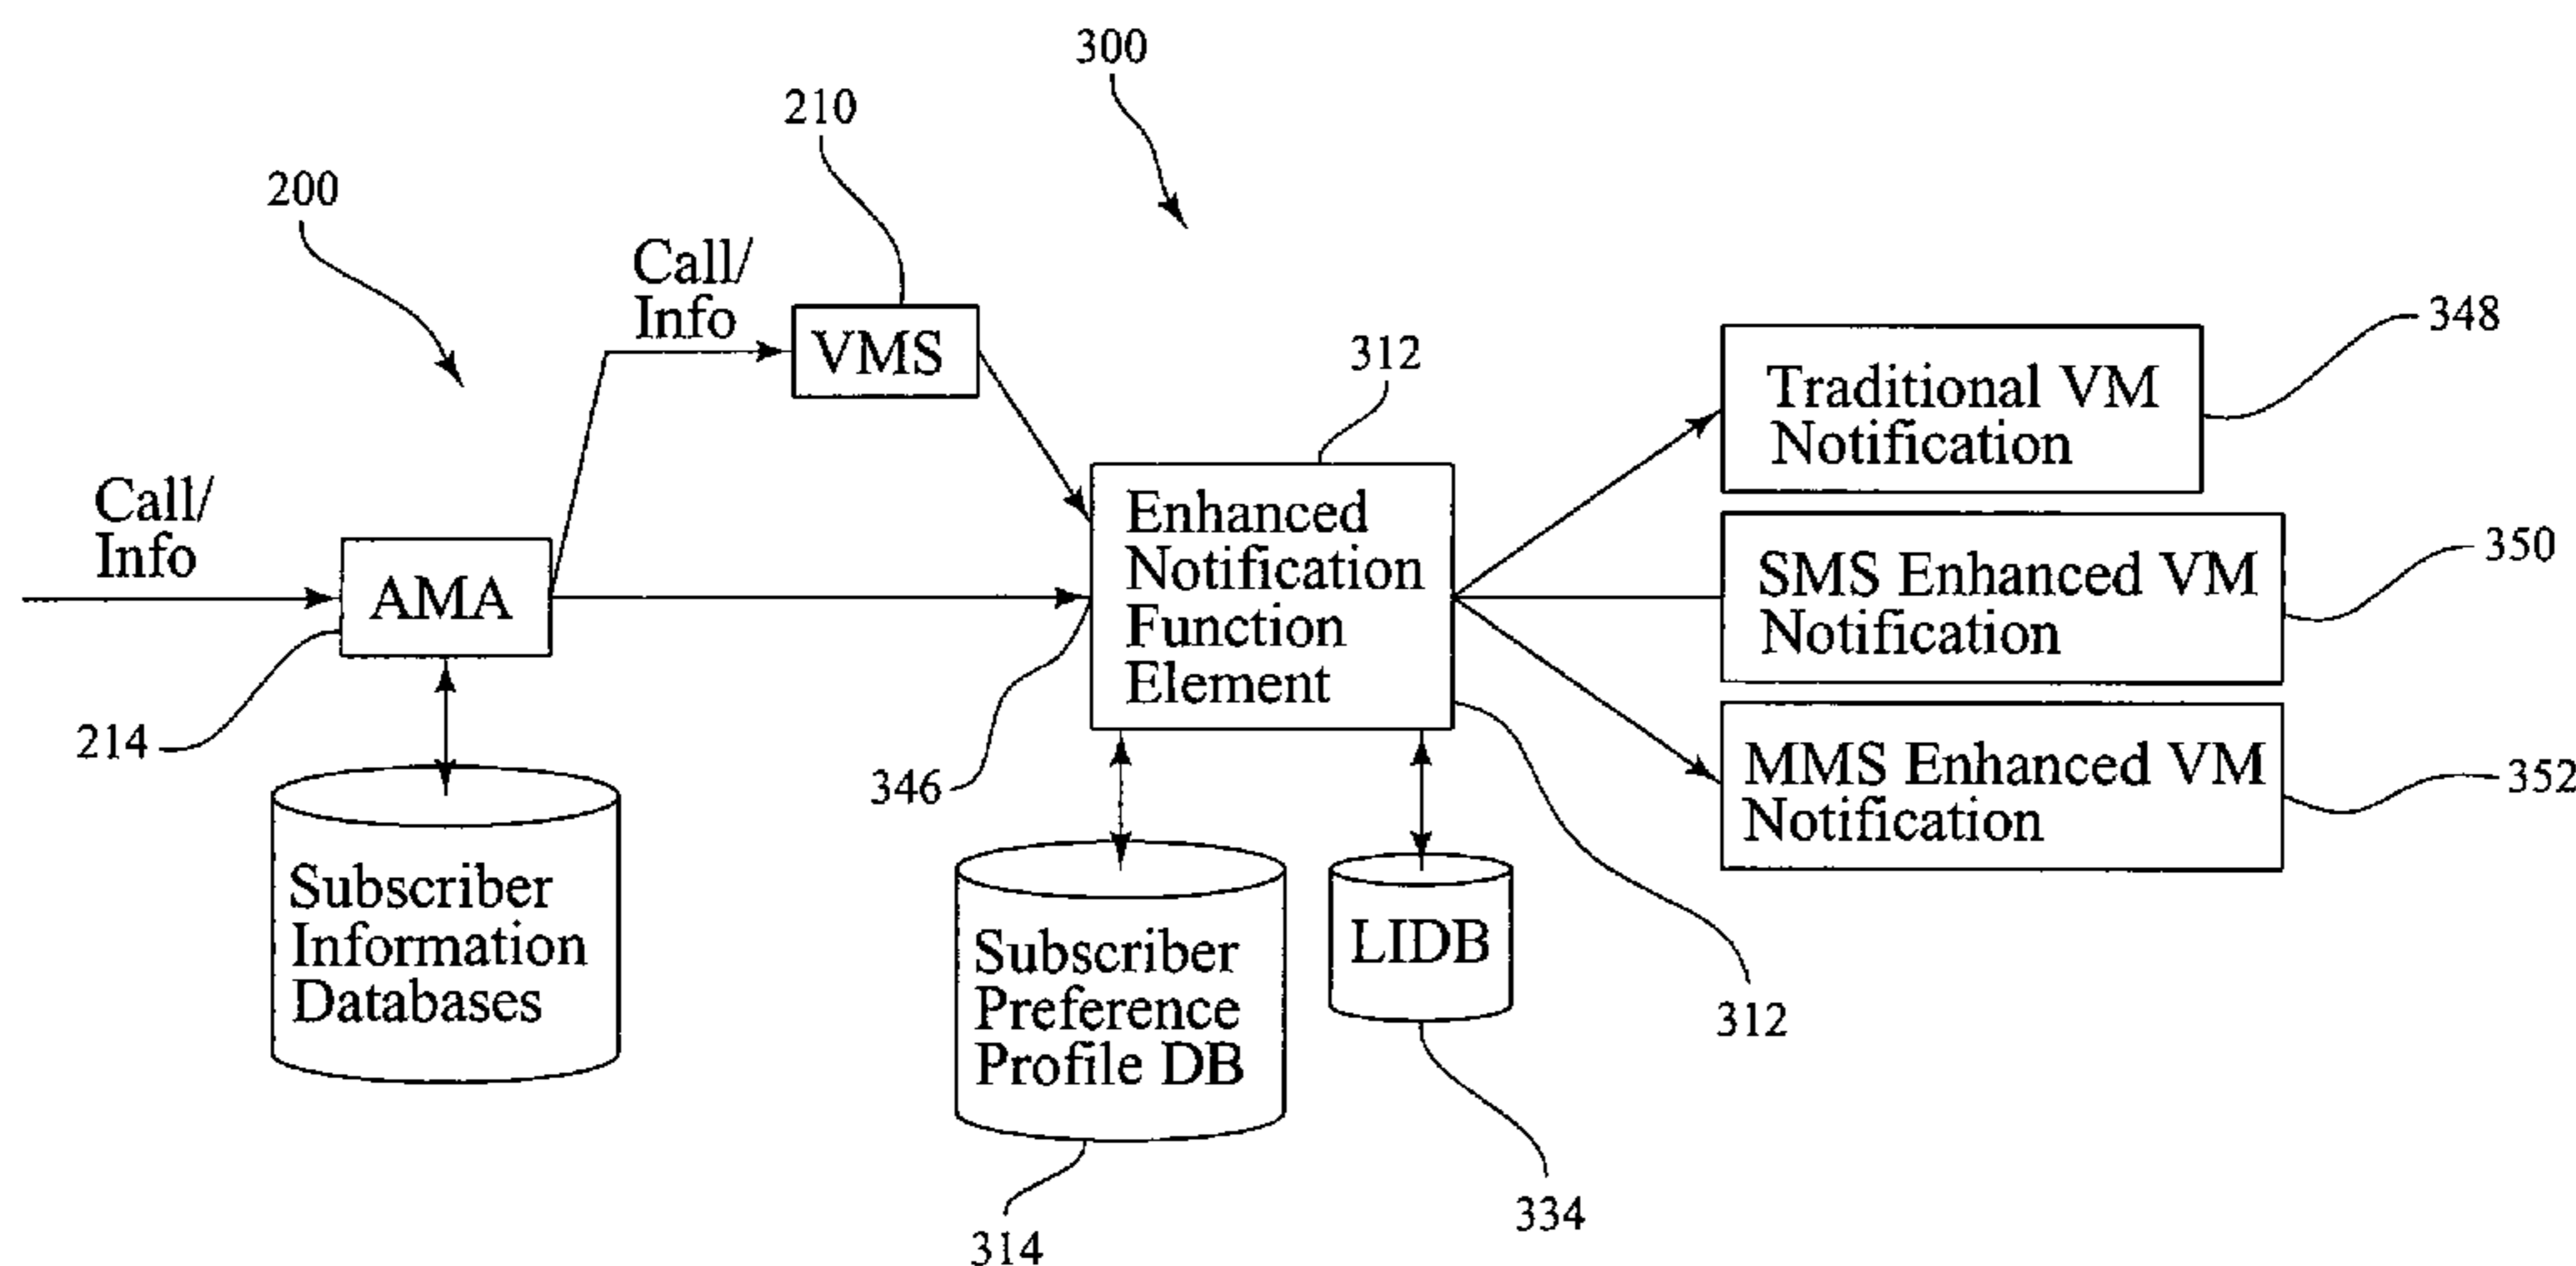 300
210
200
Call/
Info
VMS
312
348
Traditional VM
Notification
Call/
Info
AMA
Enhanced
Notification
Function
Element
350
SMS Enhanced VM
Notification
214
346
352
MMS Enhanced VM
Notification
Subscriber
Information
Databases
Subscriber
Preference
Profile DB
LIDB
312
334
314